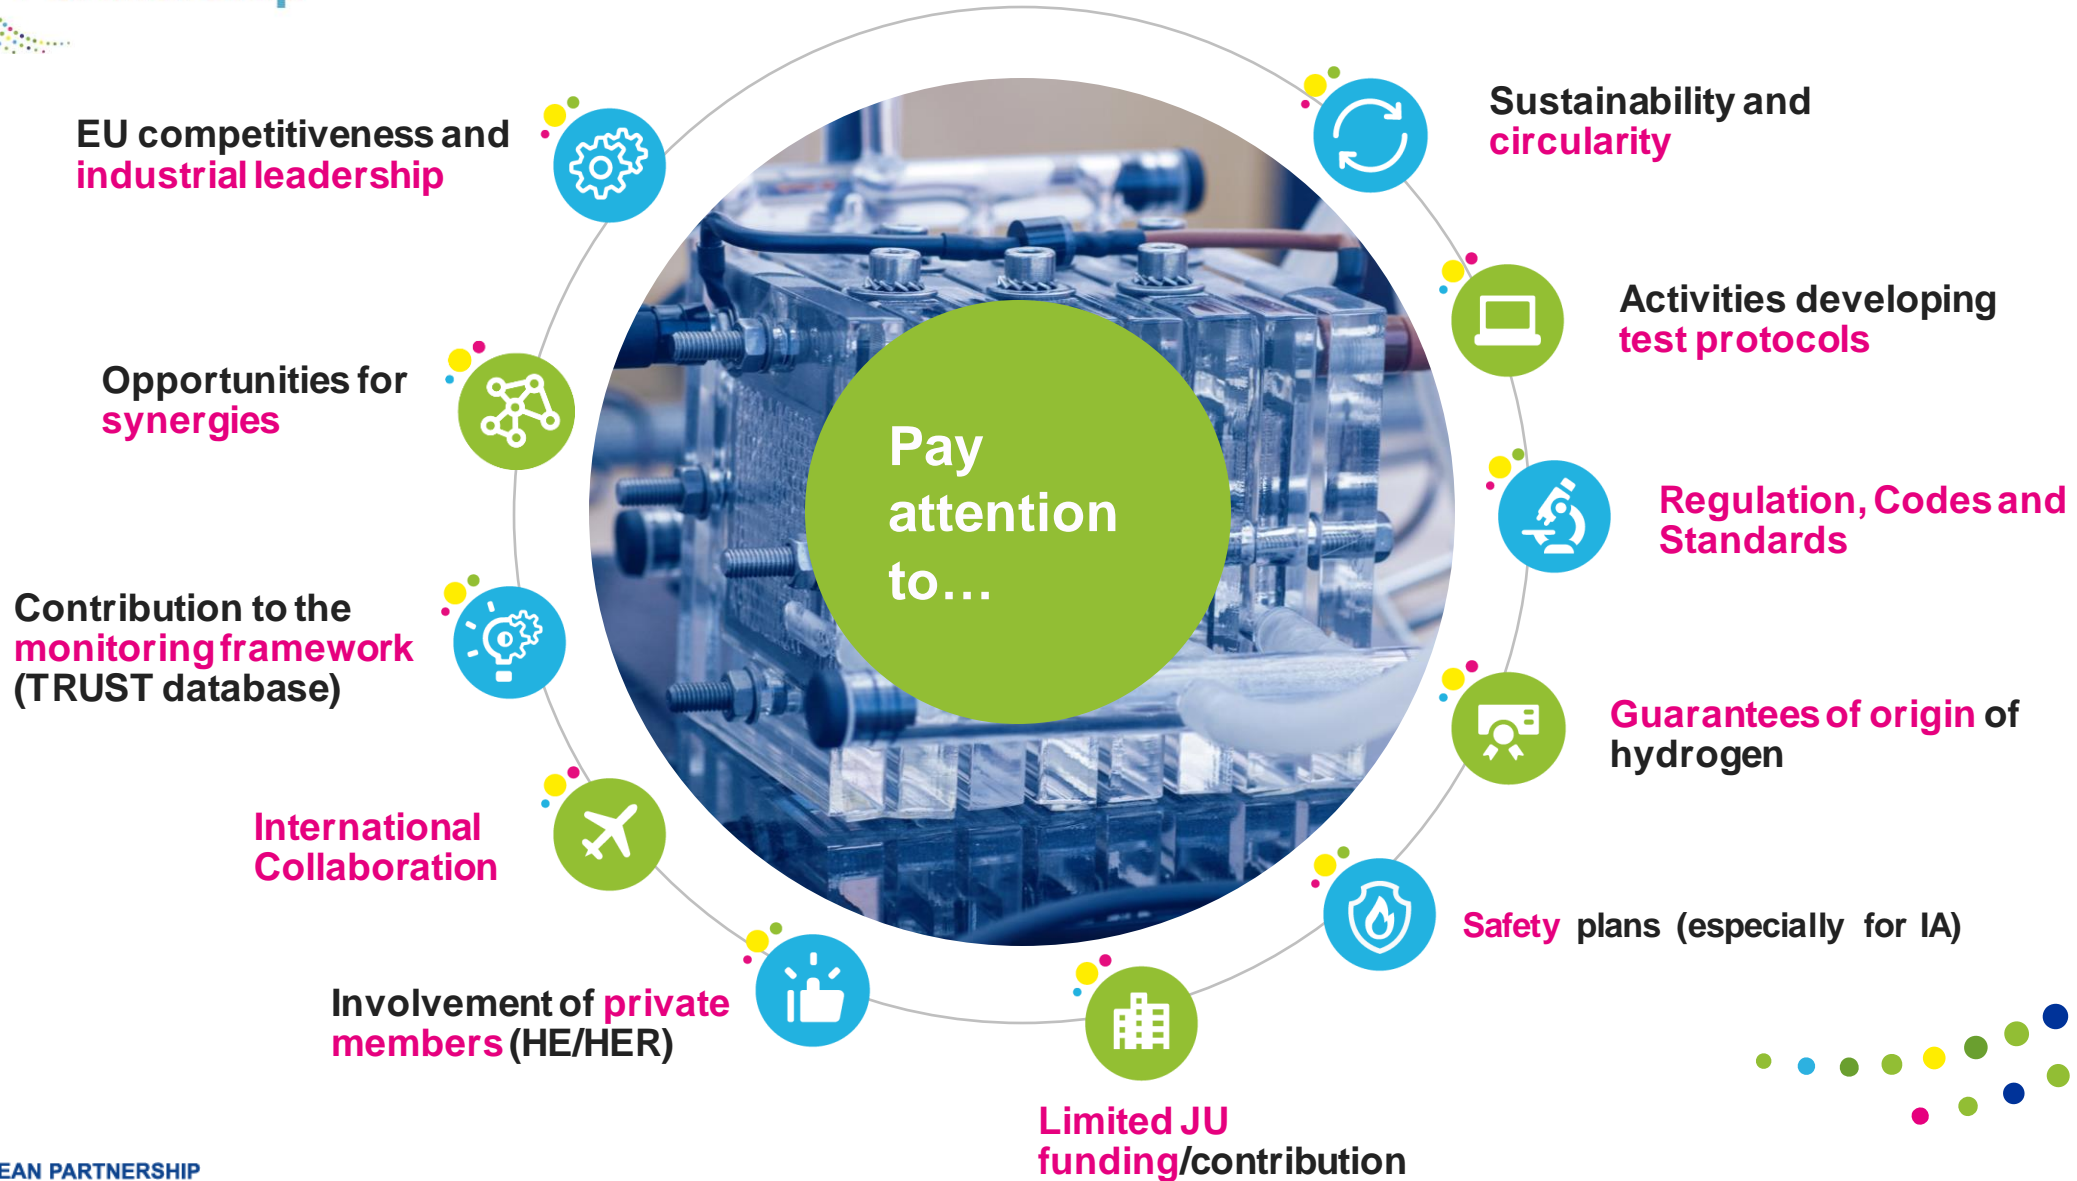 EU competitiveness and
industrial leadership
Opportunities for
synergies
Contribution to the
monitoring framework
(TRUST database)
International
Collaboration
Involvement of private
members (HE/HER)
Pay
attention
to…
Sustainability and
circularity
Activities developing
test protocols
Regulation, Codes and
Standards
Guarantees of origin of
hydrogen
Safety plans (especially for IA)
Limited JU
funding/contribution
EAN PARTNERSHIP